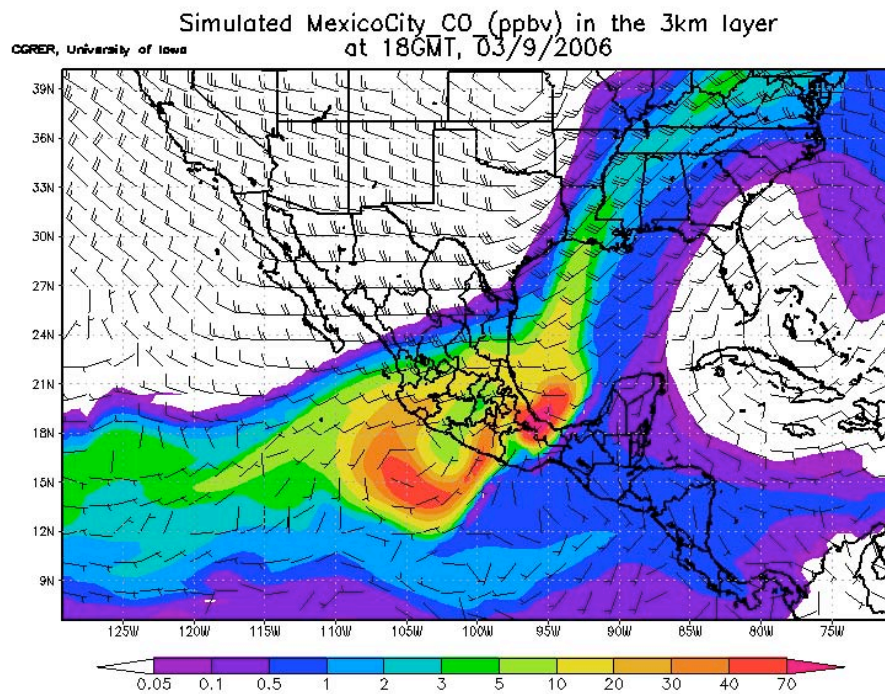 Simulated MexicoCity_CO_(ppbv) in the 3km layer
at 18GMT, 03/9/2006
CGRER, University of Iowa
39N
36N
33N
30N
27N
24N
21N
18N
15N
12N
9N
125W 120W 115W 110W 105W 100W 95W 90W 85W 80W 75W
0.05 0.1 0.5 1 2 3 5 10 20 30 40 70